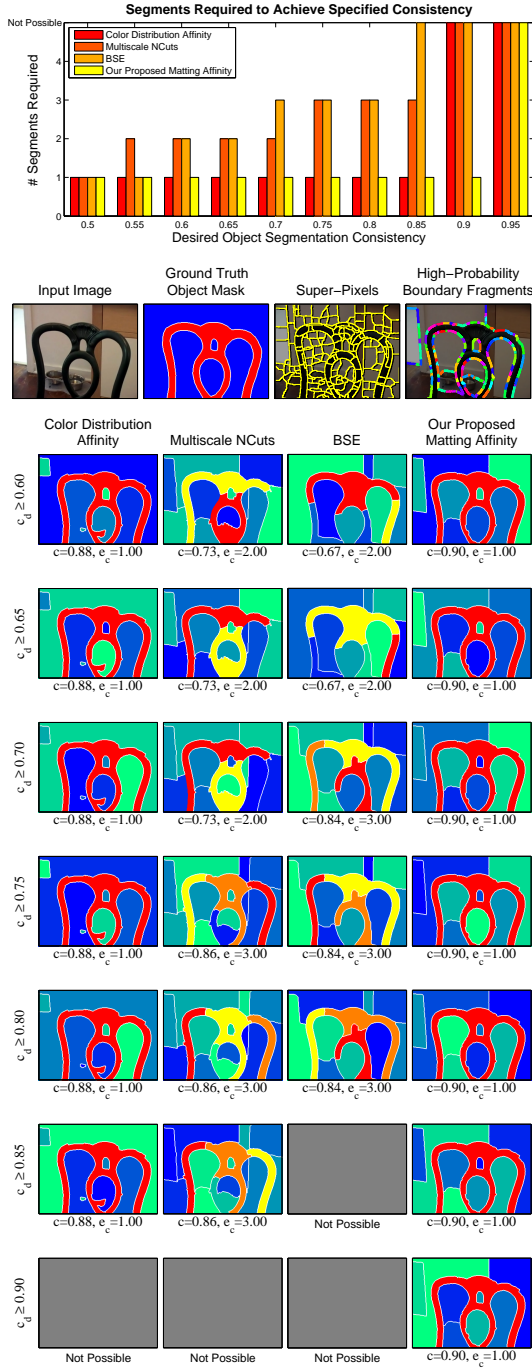 Segments Required to Achieve Specified Consistency
Not Possible
4
3
2
1
0
# Segments Required
Color Distribution Affinity
Multiscale NCuts
BSE
Our Proposed Matting Affinity
0.5 0.55 0.6 0.65 0.7 0.75 0.8 0.85 0.9 0.95
Desired Object Segmentation Consistency
Input Image
Ground Truth
Object Mask
Super−Pixels
High−Probability
Boundary Fragments
Color Distribution
Affinity
Multiscale NCuts
BSE
Our Proposed
Matting Affinity
c_d ≥ 0.60
c=0.88, e_c=1.00 c=0.73, e_c=2.00 c=0.67, e_c=2.00 c=0.90, e_c=1.00
c_d ≥ 0.65
c=0.88, e_c=1.00 c=0.73, e_c=2.00 c=0.67, e_c=2.00 c=0.90, e_c=1.00
c_d ≥ 0.70
c=0.88, e_c=1.00 c=0.73, e_c=2.00 c=0.84, e_c=3.00 c=0.90, e_c=1.00
c_d ≥ 0.75
c=0.88, e_c=1.00 c=0.86, e_c=3.00 c=0.84, e_c=3.00 c=0.90, e_c=1.00
c_d ≥ 0.80
c=0.88, e_c=1.00 c=0.86, e_c=3.00 c=0.84, e_c=3.00 c=0.90, e_c=1.00
c_d ≥ 0.85
c=0.88, e_c=1.00 c=0.86, e_c=3.00 Not Possible c=0.90, e_c=1.00
c_d ≥ 0.90
Not Possible Not Possible Not Possible c=0.90, e_c=1.00